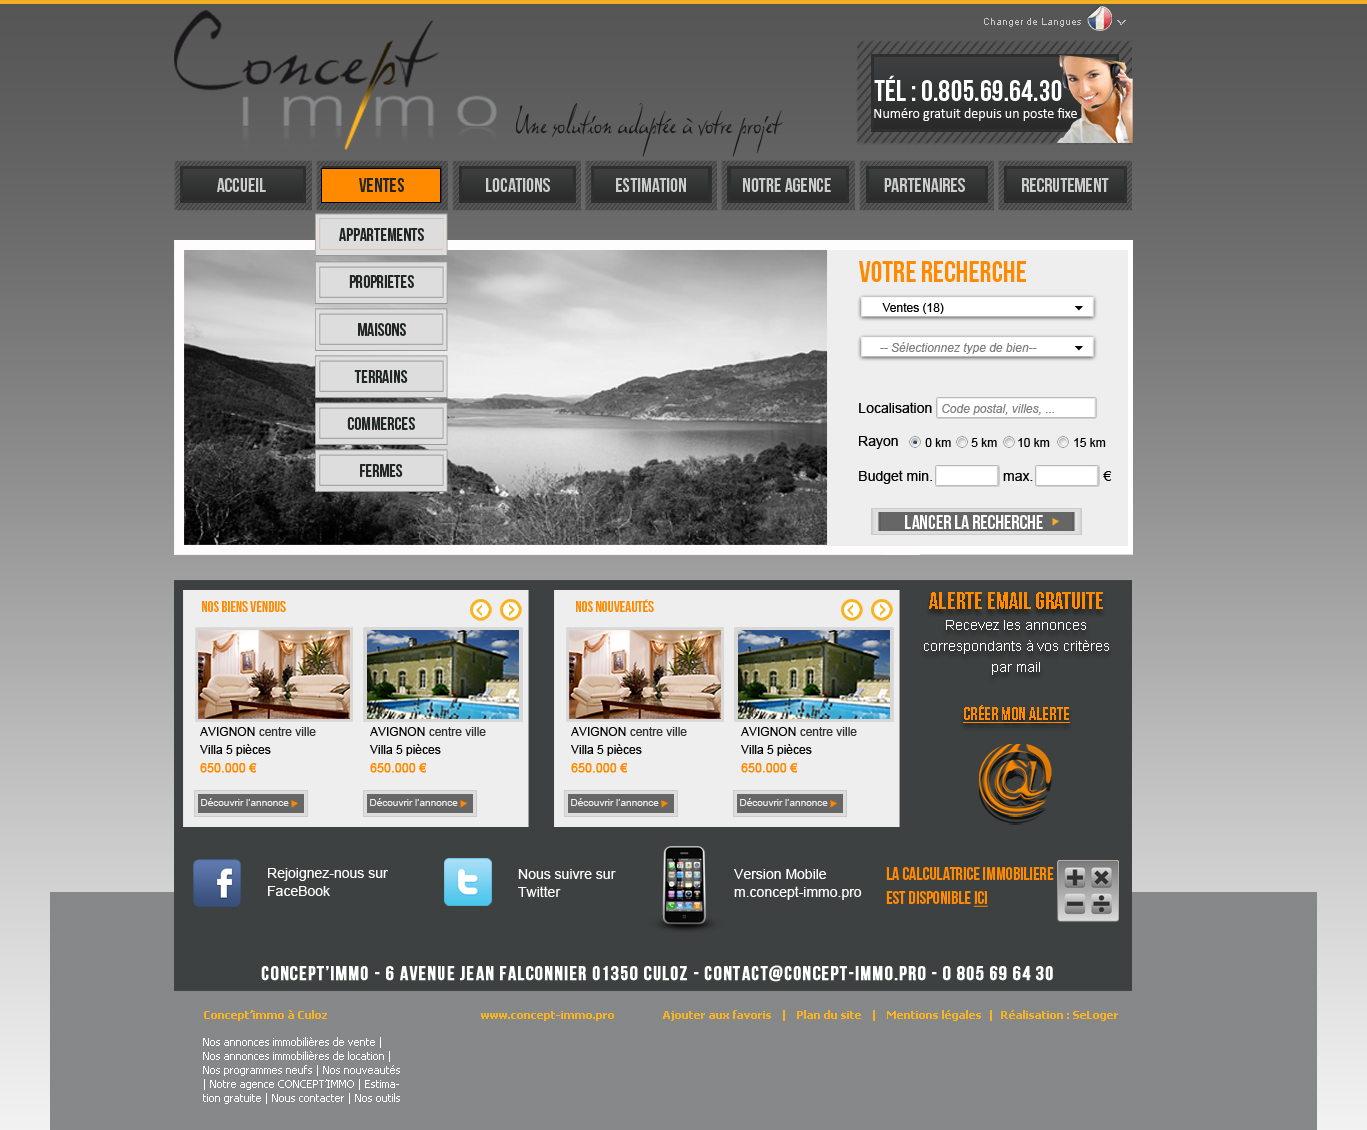 Changer de Langues
Concept
immo
Une solution adaptée à votre projet
TÉL : 0.805.69.64.30
Numéro gratuit depuis un poste fixe
ACCUEIL
VENTES
LOCATIONS
ESTIMATION
NOTRE AGENCE
PARTENAIRES
RECRUTEMENT
APPARTEMENTS
PROPRIETES
MAISONS
TERRAINS
COMMERCES
FERMES
VOTRE RECHERCHE
Ventes (18)
-- Sélectionnez type de bien--
Localisation Code postal, villes, ...
Rayon 0 km 5 km 10 km 15 km
Budget min. max. €
LANCER LA RECHERCHE
NOS BIENS VENDUS
AVIGNON centre ville
Villa 5 pièces
650.000 €
Découvrir l'annonce
AVIGNON centre ville
Villa 5 pièces
650.000 €
Découvrir l'annonce
NOS NOUVEAUTÉS
AVIGNON centre ville
Villa 5 pièces
650.000 €
Découvrir l'annonce
AVIGNON centre ville
Villa 5 pièces
650.000 €
Découvrir l'annonce
ALERTE EMAIL GRATUITE
Recevez les annonces
correspondants à vos critères
par mail
CRÉER MON ALERTE
@
f
Rejoignez-nous sur
FaceBook
t
Nous suivre sur
Twitter
Version Mobile
m.concept-immo.pro
LA CALCULATRICE IMMOBILIERE
EST DISPONIBLE ICI
CONCEPT'IMMO - 6 AVENUE JEAN FALCONNIER 01350 CULOZ - CONTACT@CONCEPT-IMMO.PRO - 0 805 69 64 30
Concept'immo à Culoz
www.concept-immo.pro
Ajouter aux favoris | Plan du site | Mentions légales | Réalisation : SeLoger
Nos annonces immobilières de vente |
Nos annonces immobilières de location |
Nos programmes neufs | Nos nouveautés
| Notre agence CONCEPT'IMMO | Estima-
tion gratuite | Nous contacter | Nos outils